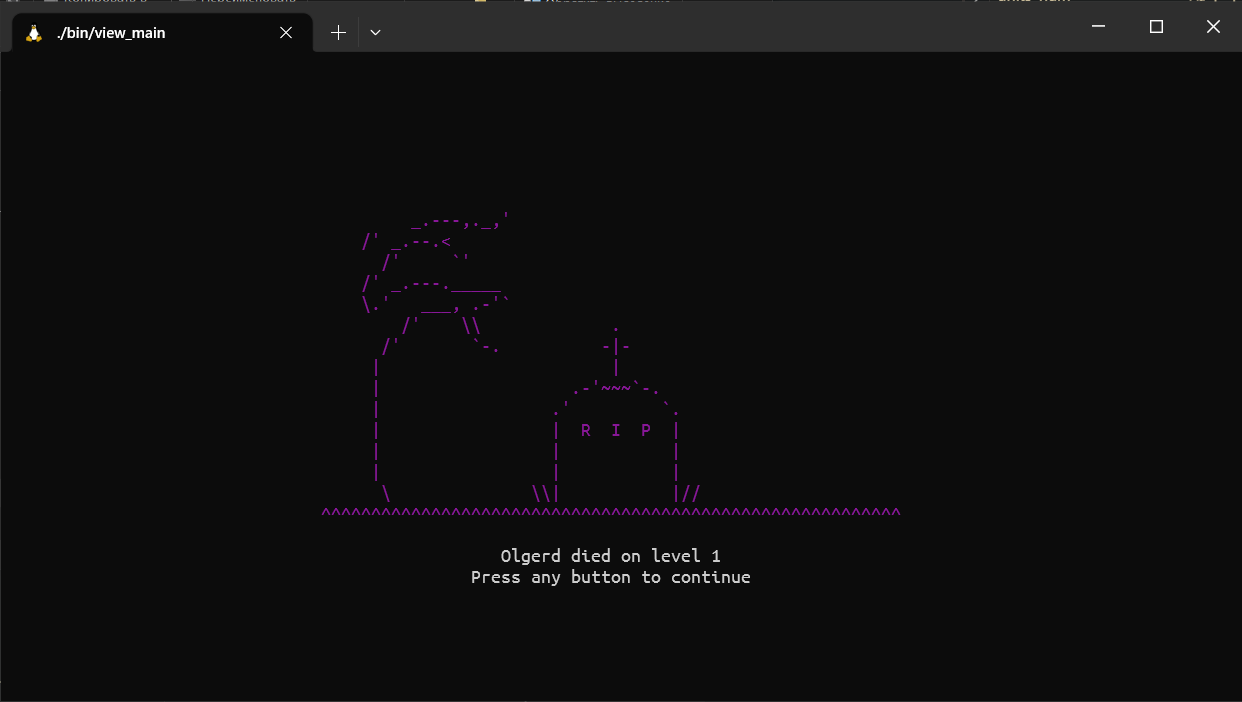 ./bin/view_main
R I P
Olgerd died on level 1
Press any button to continue